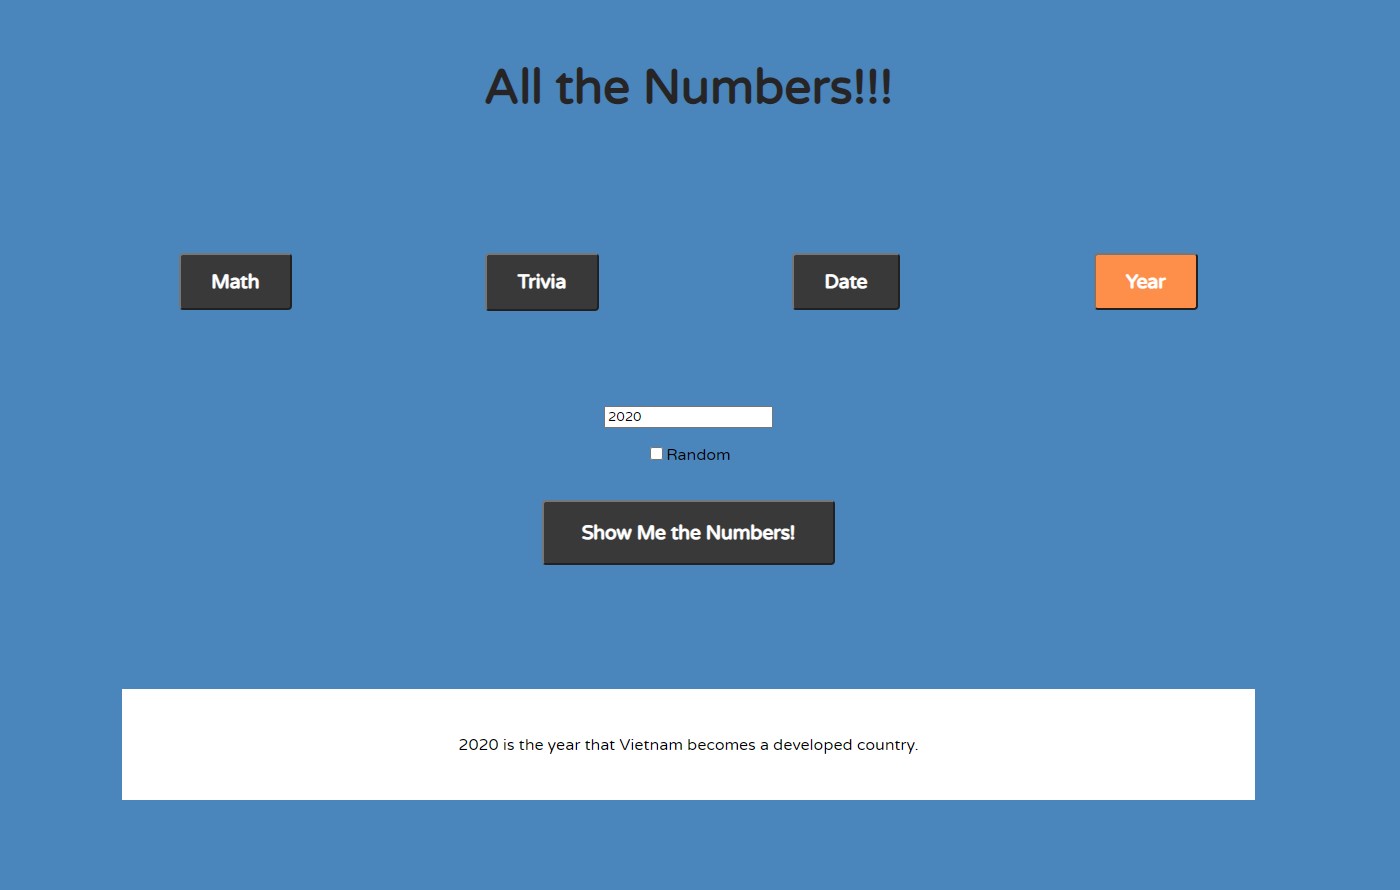 All the Numbers!!!
Math Trivia Date Year
2020
Random
Show Me the Numbers!
2020 is the year that Vietnam becomes a developed country.